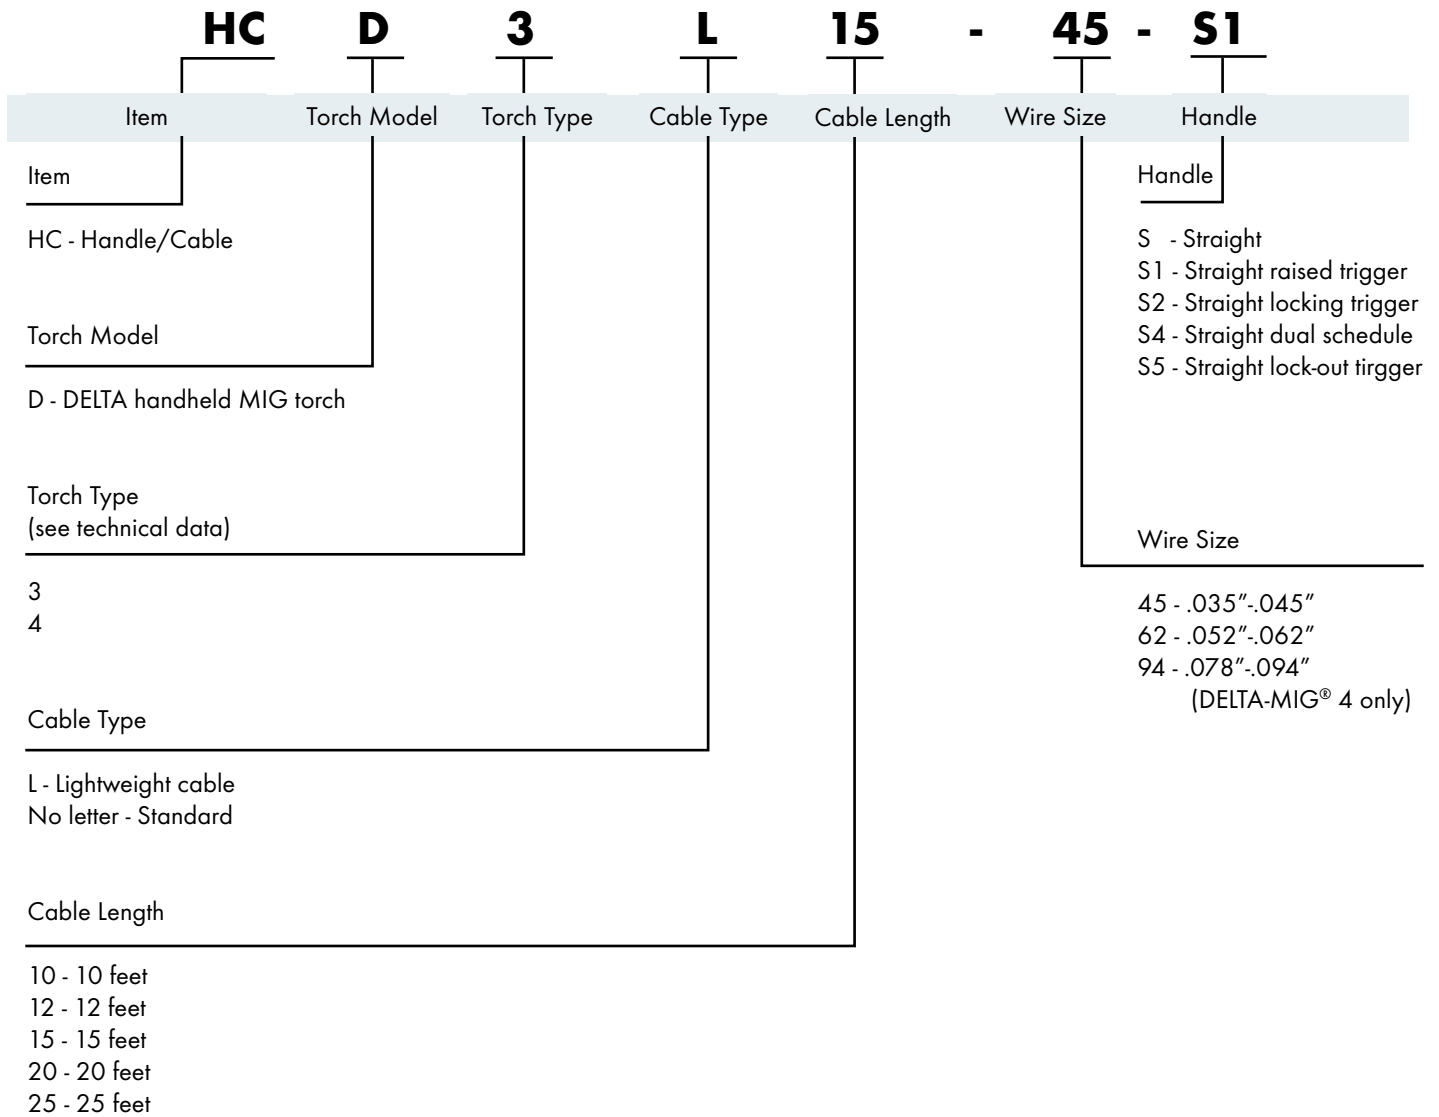 HC D 3 L 15 - 45 - S1
Item Torch Model Torch Type Cable Type Cable Length Wire Size Handle
Item
HC - Handle/Cable
Torch Model
D - DELTA handheld MIG torch
Torch Type
(see technical data)
3
4
Cable Type
L - Lightweight cable
No letter - Standard
Cable Length
10 - 10 feet
12 - 12 feet
15 - 15 feet
20 - 20 feet
25 - 25 feet
Handle
S - Straight
S1 - Straight raised trigger
S2 - Straight locking trigger
S4 - Straight dual schedule
S5 - Straight lock-out tirgger
Wire Size
45 - .035”-.045”
62 - .052”-.062”
94 - .078”-.094”
(DELTA-MIG® 4 only)